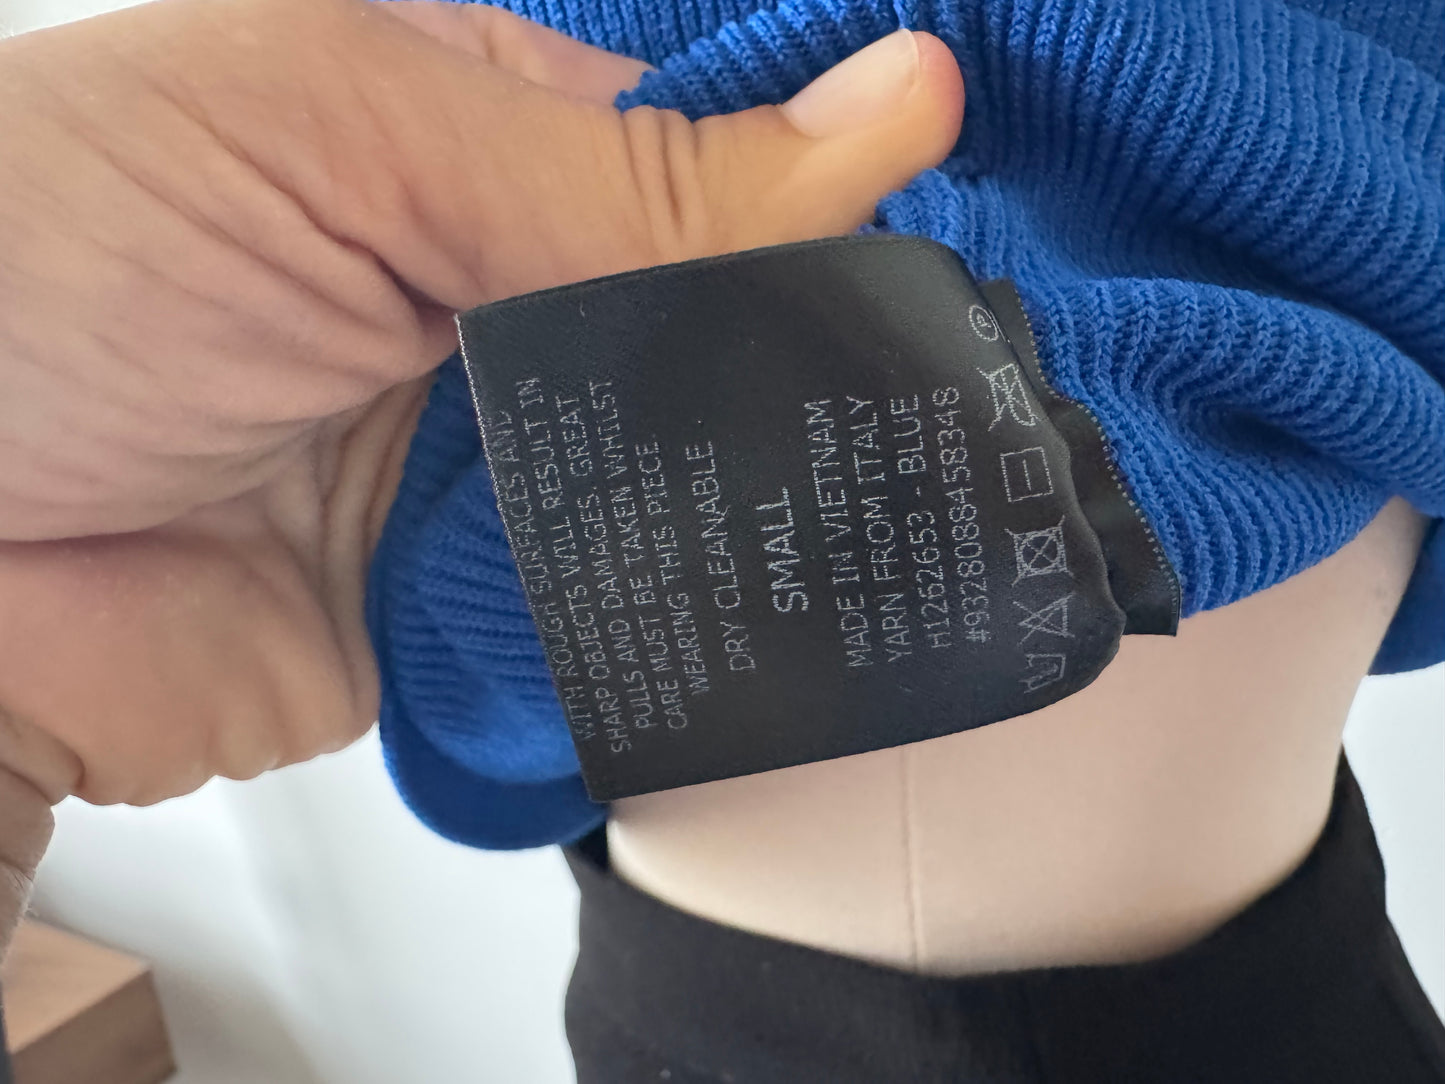 WITH ROUGH SURFACES AND
SHARP OBJECTS WILL RESULT IN
PULLS AND DAMAGES. GREAT
CARE MUST BE TAKEN WHILST
WEARING THIS PIECE
DRY CLEANABLE
SMALL
MADE IN VIETNAM
YARN FROM ITALY
H1262653 - BLUE
#9328088458348
P